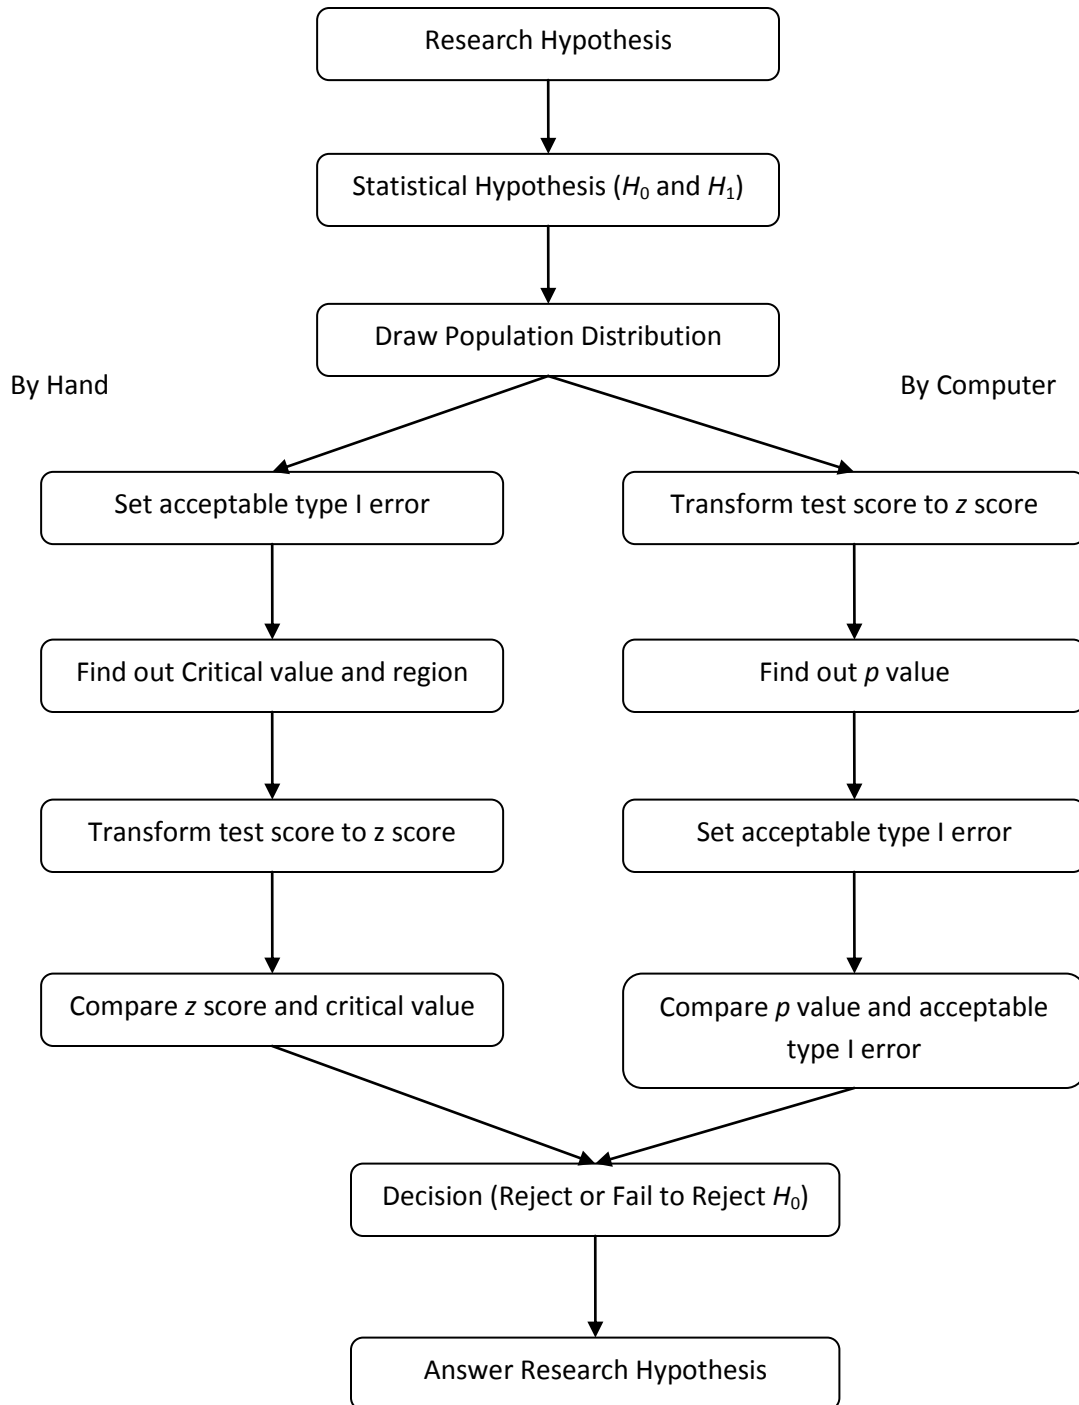 Research Hypothesis
Statistical Hypothesis (H₀ and H₁)
Draw Population Distribution
By Hand
By Computer
Set acceptable type I error
Find out Critical value and region
Transform test score to z score
Compare z score and critical value
Transform test score to z score
Find out p value
Set acceptable type I error
Compare p value and acceptable
type I error
Decision (Reject or Fail to Reject H₀)
Answer Research Hypothesis